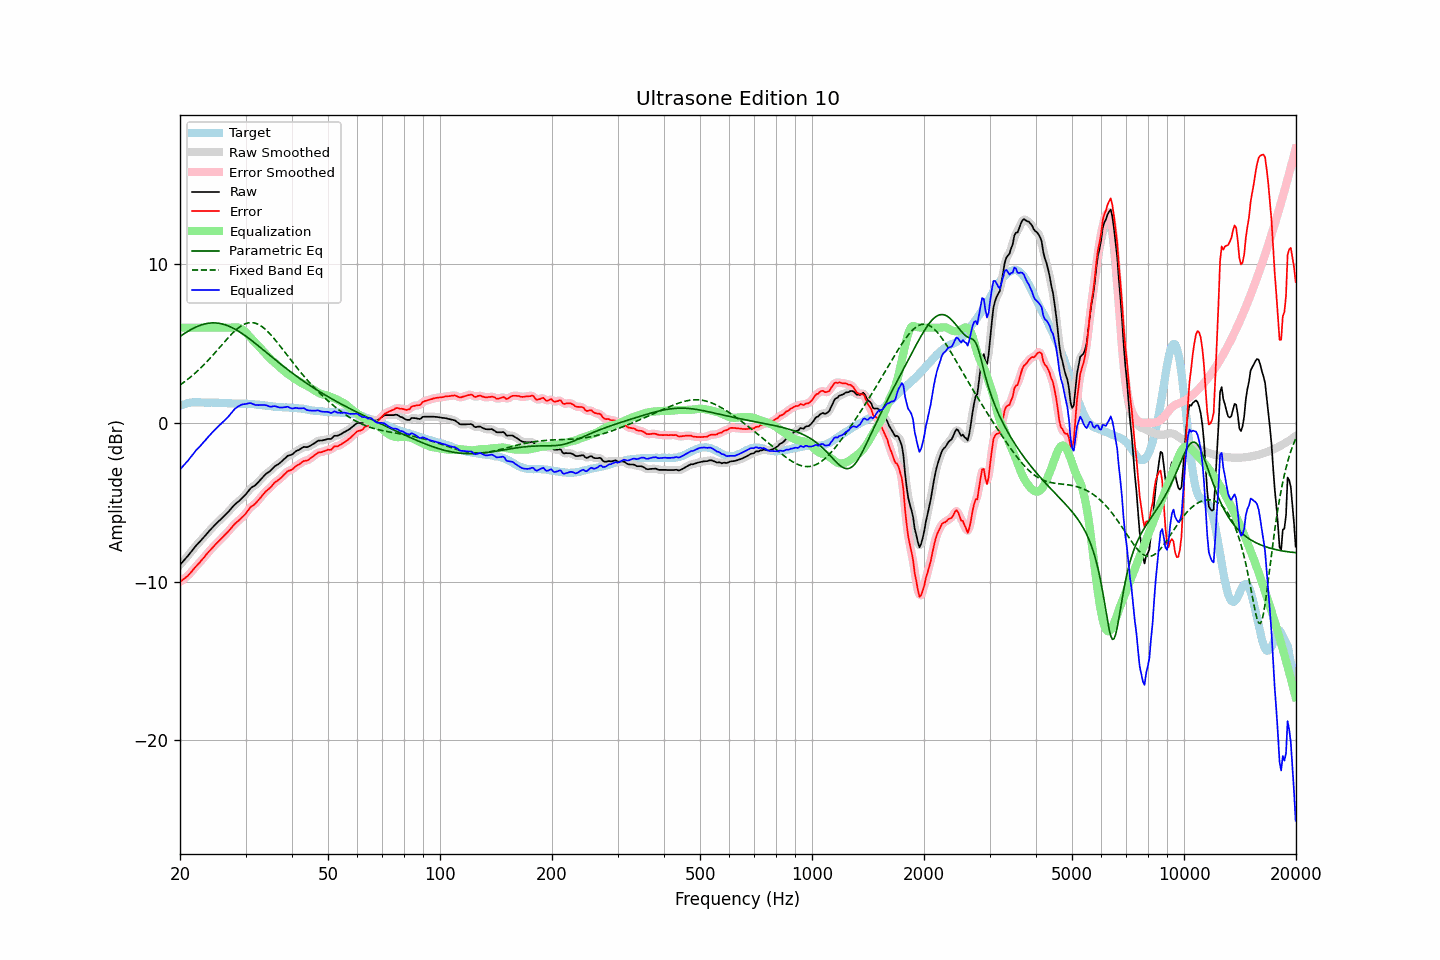 Ultrasone Edition 10
Target
Raw Smoothed
Error Smoothed
Raw
Error
Equalization
Parametric Eq
Fixed Band Eq
Equalized
10
0
−10
−20
Amplitude (dBr)
20
50
100
200
500
1000
2000
5000
10000
20000
Frequency (Hz)